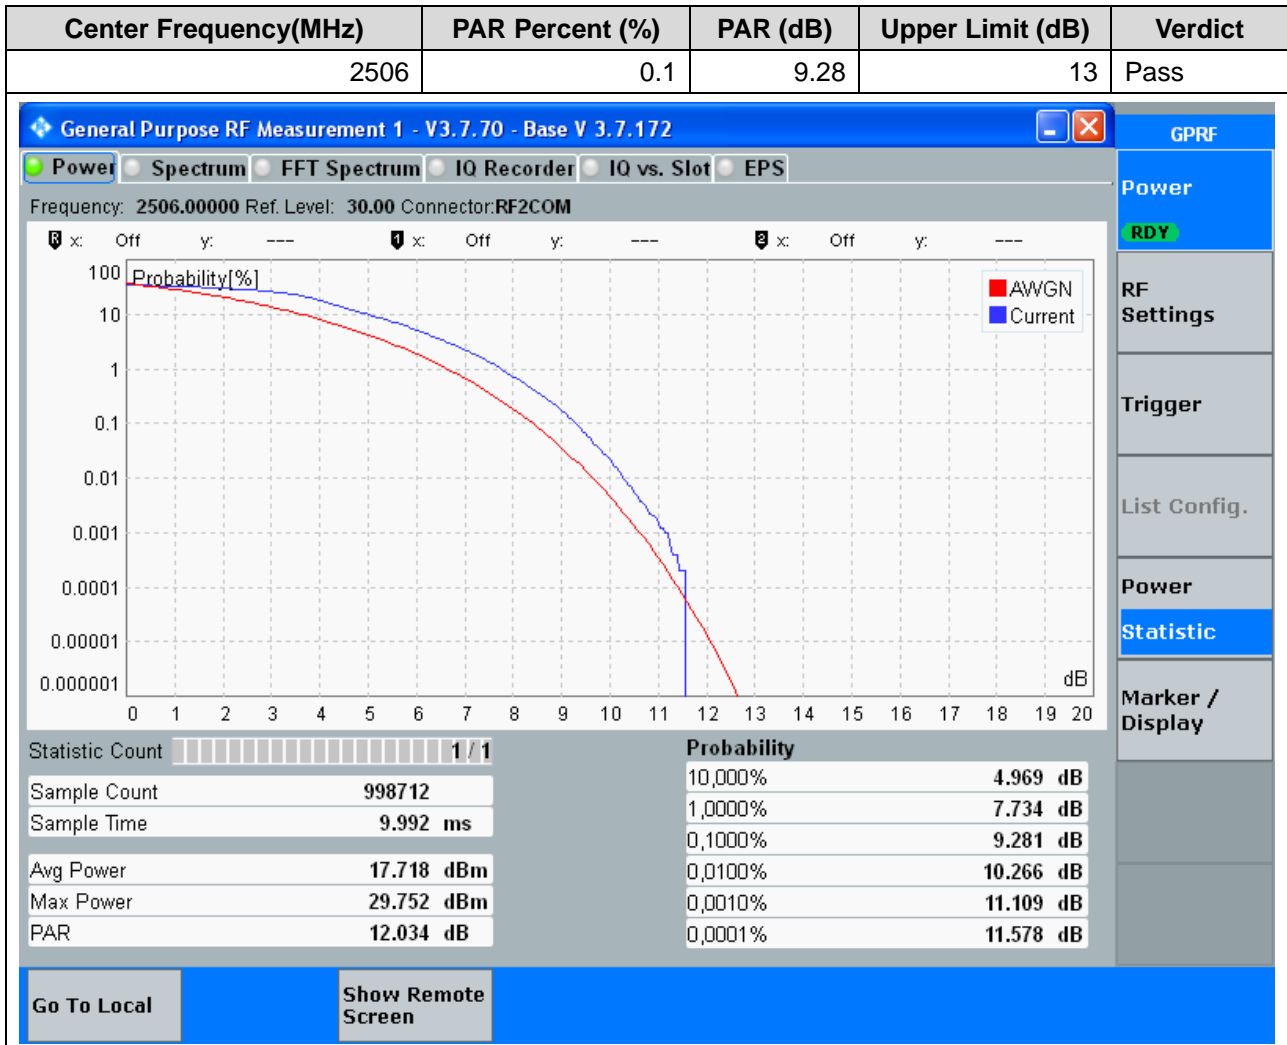 Center Frequency(MHz) PAR Percent (%) PAR (dB) Upper Limit (dB) Verdict
2506 0.1 9.28 13 Pass
General Purpose RF Measurement 1 - V3.7.70 - Base V 3.7.172
GPRF
Power Spectrum FFT Spectrum IQ Recorder IQ vs. Slot EPS
Frequency: 2506.00000 Ref. Level: 30.00 Connector:RF2COM
R x: Off y: --- 1 x: Off y: --- 2 x: Off y: ---
Probability[%]
AWGN
Current
100
10
1
0.1
0.01
0.001
0.0001
0.00001
0.000001
dB
0 1 2 3 4 5 6 7 8 9 10 11 12 13 14 15 16 17 18 19 20
Statistic Count 1 / 1
Sample Count 998712
Sample Time 9.992 ms
Avg Power 17.718 dBm
Max Power 29.752 dBm
PAR 12.034 dB
Probability
10,000% 4.969 dB
1,0000% 7.734 dB
0,1000% 9.281 dB
0,0100% 10.266 dB
0,0010% 11.109 dB
0,0001% 11.578 dB
Power
RDY
RF
Settings
Trigger
List Config.
Power
Statistic
Marker /
Display
Go To Local
Show Remote
Screen